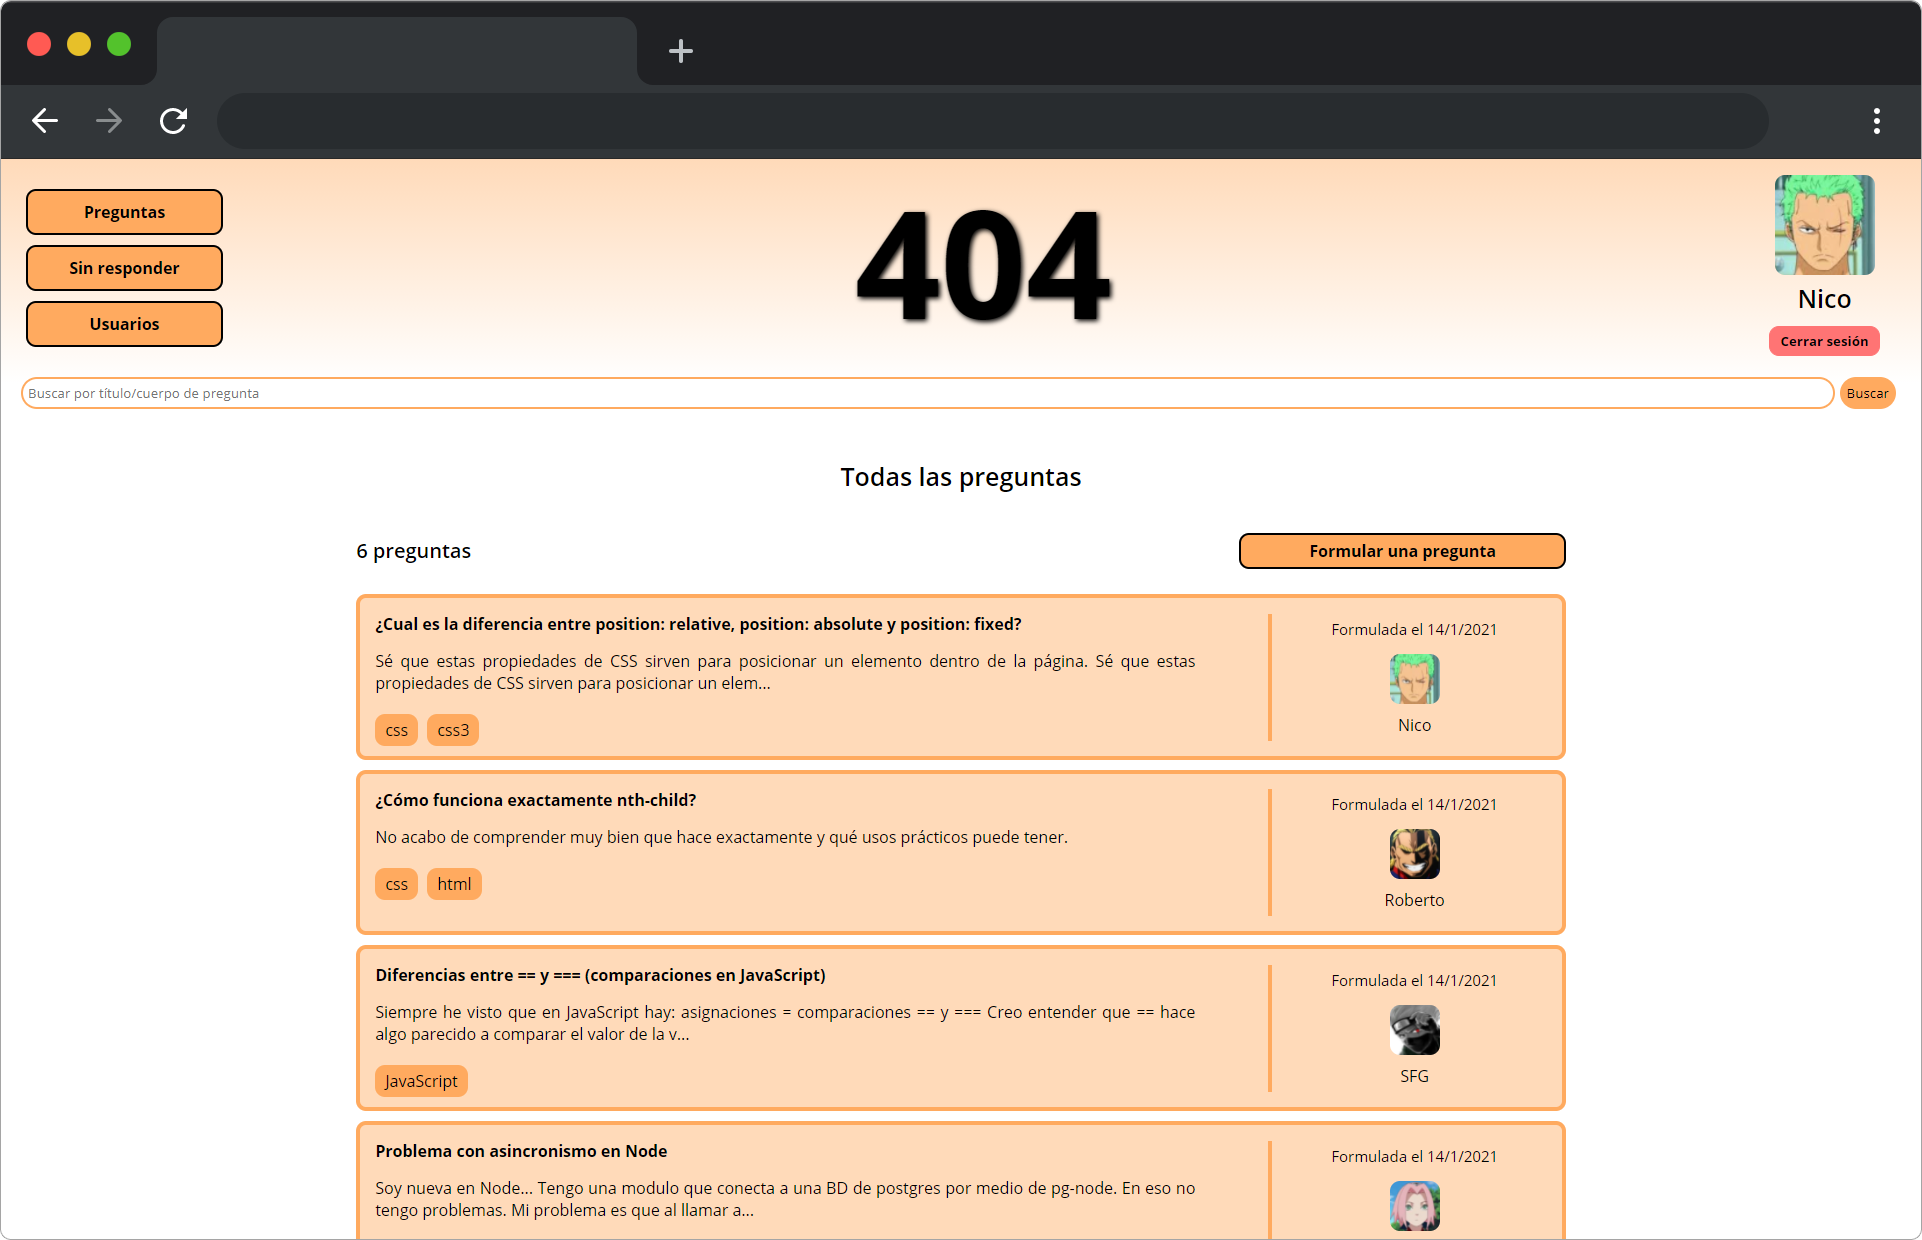 Preguntas
Sin responder
Usuarios
404
Nico
Cerrar sesión
Buscar por título/cuerpo de pregunta
Buscar
Todas las preguntas
6 preguntas
Formular una pregunta
¿Cual es la diferencia entre position: relative, position: absolute y position: fixed?
Sé que estas propiedades de CSS sirven para posicionar un elemento dentro de la página. Sé que estas
propiedades de CSS sirven para posicionar un elem...
css css3
Formulada el 14/1/2021
Nico
¿Cómo funciona exactamente nth-child?
No acabo de comprender muy bien que hace exactamente y qué usos prácticos puede tener.
css html
Formulada el 14/1/2021
Roberto
Diferencias entre == y === (comparaciones en JavaScript)
Siempre he visto que en JavaScript hay: asignaciones = comparaciones == y === Creo entender que == hace
algo parecido a comparar el valor de la v...
JavaScript
Formulada el 14/1/2021
SFG
Problema con asincronismo en Node
Soy nueva en Node... Tengo una modulo que conecta a una BD de postgres por medio de pg-node. En eso no
tengo problemas. Mi problema es que al llamar a...
Formulada el 14/1/2021